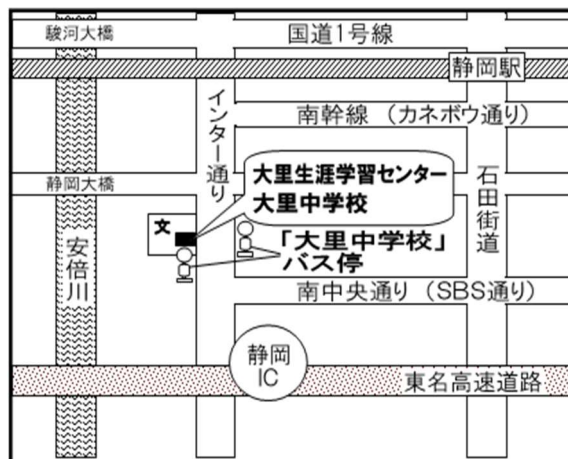 駿河大橋
国道1号線
静岡駅
インター通り
南幹線 (カネボウ通り)
静岡大橋
大里生涯学習センター
大里中学校
石田街道
文
「大里中学校」
バス停
安倍川
南中央通り (SBS通り)
静岡
IC
東名高速道路